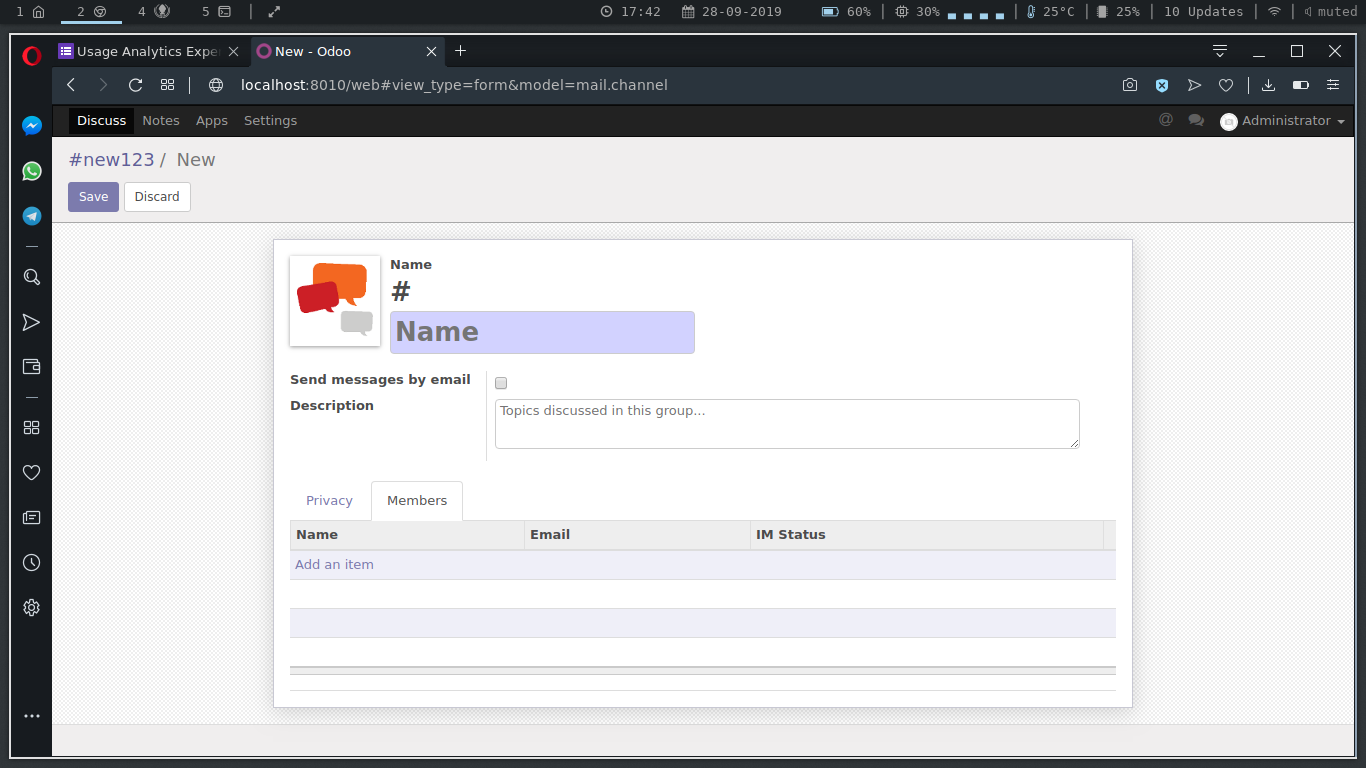 1 2 4 5 17:42 28-09-2019 60% 30% 25°C 25% 10 Updates muted
Usage Analytics Expe
New - Odoo
localhost:8010/web#view_type=form&model=mail.channel
Discuss Notes Apps Settings @ Administrator
#new123 / New
Save Discard
Name
#
Name
Send messages by email
Description
Topics discussed in this group...
Privacy Members
Name Email IM Status
Add an item